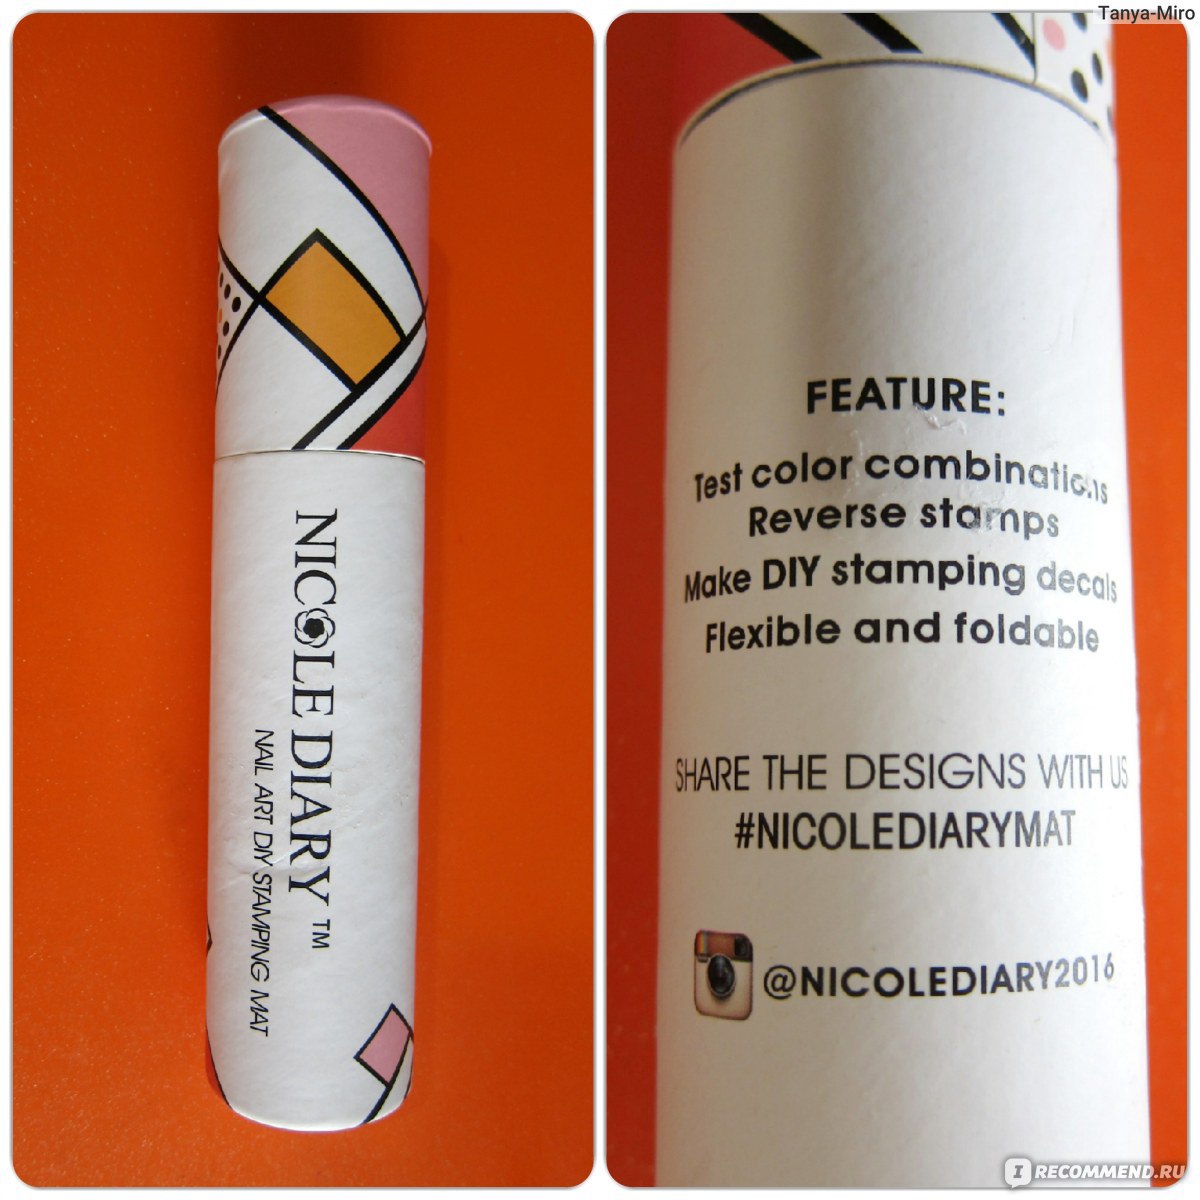 Tanya-Miro
NICOLE DIARY™
NAIL ART DIY STAMPING MAT
FEATURE:
Test color combinations
Reverse stamps
Make DIY stamping decals
Flexible and foldable
SHARE THE DESIGNS WITH US
#NICOLEDIARYMAT
@NICOLEDIARY2016
I RECOMMEND.RU